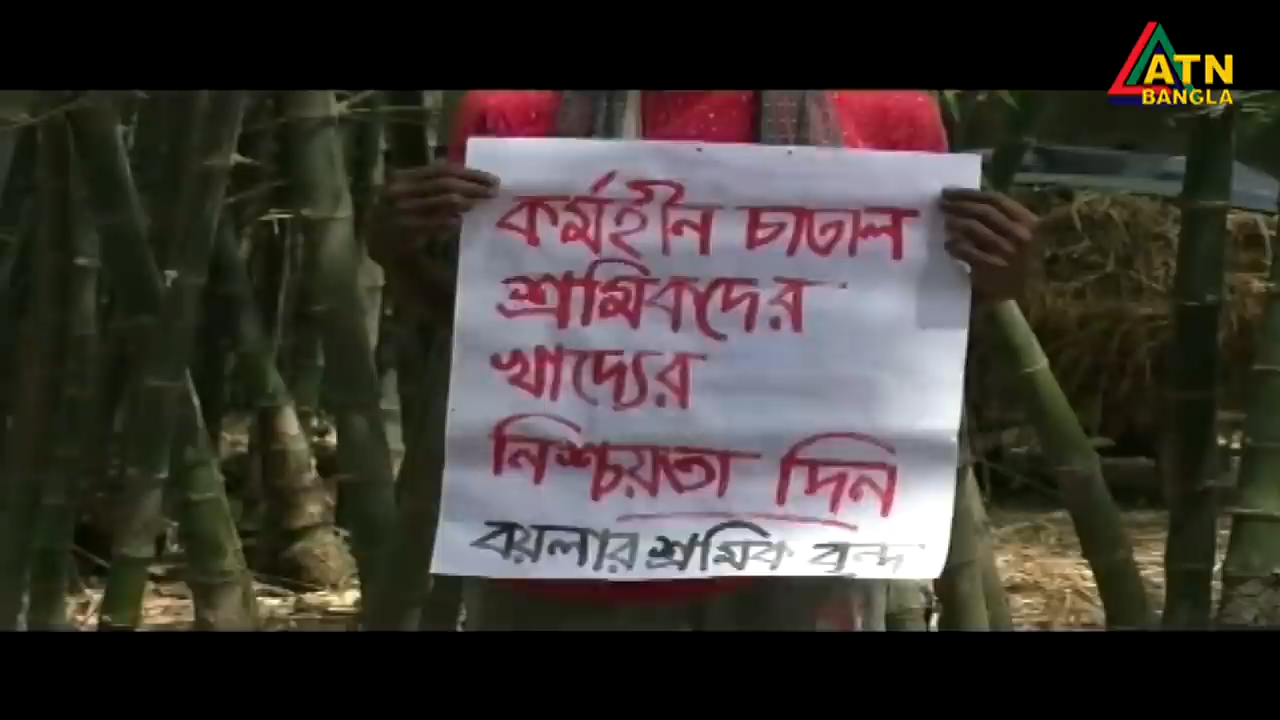 ATN
BANGLA
কর্মহীন চাতাল
শ্রমিকদের
খাদ্যের
নিশ্চয়তা দিন
বয়লার শ্রমিক বৃন্দ